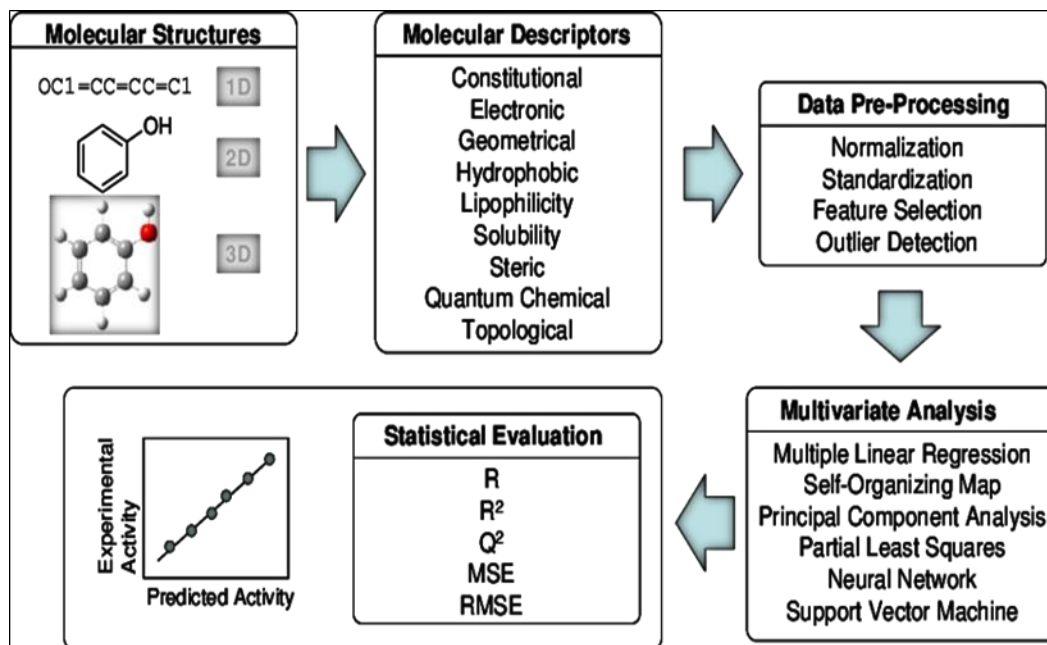 Molecular Structures
OC1=CC=CC=C1
1D
OH
2D
3D
Molecular Descriptors
Constitutional
Electronic
Geometrical
Hydrophobic
Lipophilicity
Solubility
Steric
Quantum Chemical
Topological
Data Pre-Processing
Normalization
Standardization
Feature Selection
Outlier Detection
Multivariate Analysis
Multiple Linear Regression
Self-Organizing Map
Principal Component Analysis
Partial Least Squares
Neural Network
Support Vector Machine
Statistical Evaluation
R
R²
Q²
MSE
RMSE
Experimental
Activity
Predicted Activity